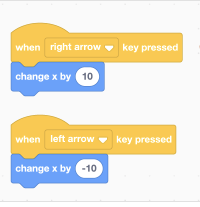 when right arrow key pressed
change x by 10
when left arrow key pressed
change x by -10